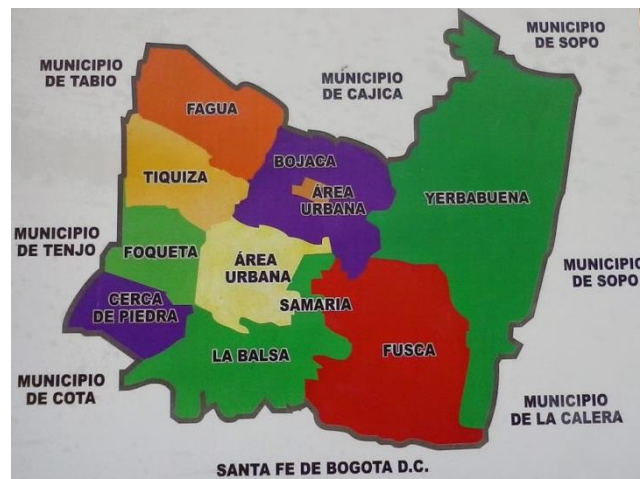 MUNICIPIO
DE SOPO
MUNICIPIO
DE TABIO
MUNICIPIO
DE CAJICA
FAGUA
BOJACA
TIQUIZA
ÁREA
URBANA
YERBABUENA
MUNICIPIO
DE TENJO
FOQUETA
ÁREA
URBANA
MUNICIPIO
DE SOPO
CERCA
DE PIEDRA
SAMARIA
LA BALSA
FUSCA
MUNICIPIO
DE COTA
MUNICIPIO
DE LA CALERA
SANTA FE DE BOGOTA D.C.